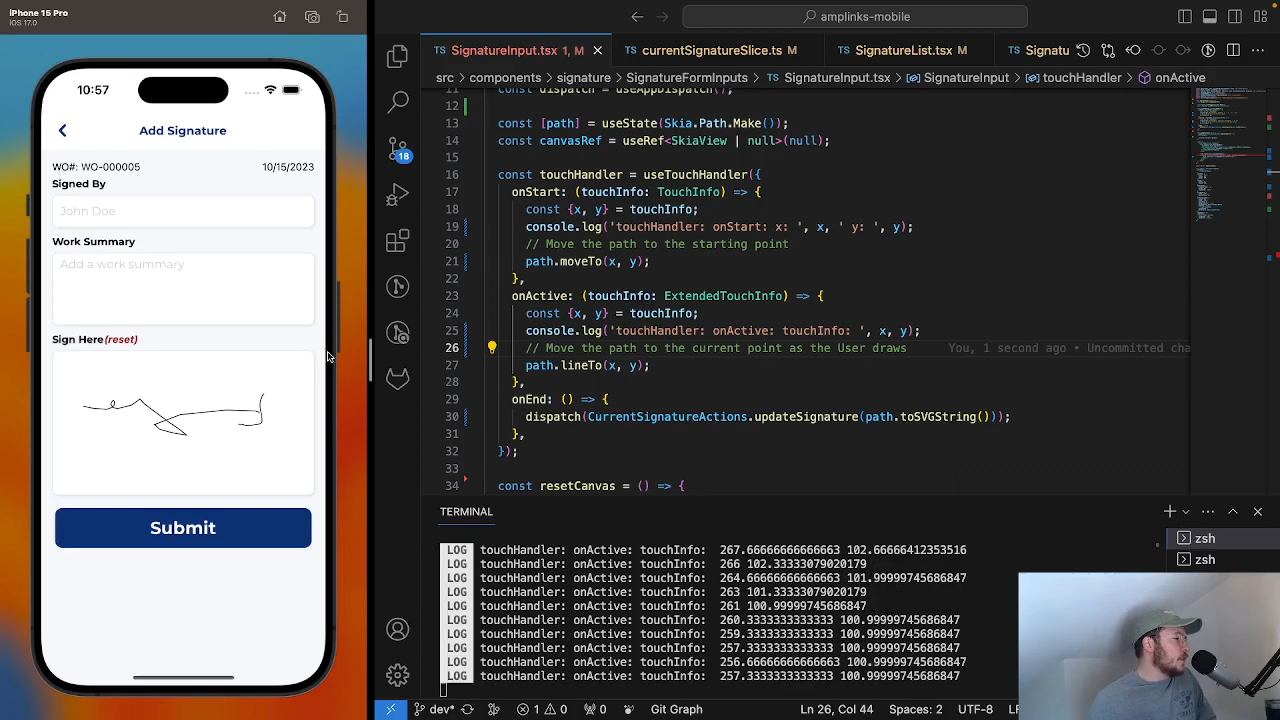 iPhone 15 Pro
iOS 17.0
10:57
Add Signature
WO#: WO-000005
10/15/2023
Signed By
John Doe
Work Summary
Add a work summary
Sign Here(reset)
Submit
amplinks-mobile
SignatureInput.tsx 1, M
currentSignatureSlice.ts M
SignatureList.tsx M
Signatu
src > components > signature > SignatureFormInputs > SignatureInput.tsx > SignatureInput > touchHandler > onActive
11 const dispatch = useAppDispatch();
12
13 const [path] = useState(Skia.Path.Make());
14 const canvasRef = useRef<SkiaView | null>(null);
15
16 const touchHandler = useTouchHandler({
17 onStart: (touchInfo: TouchInfo) => {
18 const {x, y} = touchInfo;
19 console.log('touchHandler: onStart: x: ', x, ' y: ', y);
20 // Move the path to the starting point
21 path.moveTo(x, y);
22 },
23 onActive: (touchInfo: ExtendedTouchInfo) => {
24 const {x, y} = touchInfo;
25 console.log('touchHandler: onActive: touchInfo: ', x, y);
26 // Move the path to the current point as the User draws You, 1 second ago • Uncommitted cha
27 path.lineTo(x, y);
28 },
29 onEnd: () => {
30 dispatch(CurrentSignatureActions.updateSignature(path.toSVGString()));
31 },
32 });
33
34 const resetCanvas = () => {
18
TERMINAL
zsh
zsh
LOG touchHandler: onActive: touchInfo: 267.66666666666663 102.66666412353516
LOG touchHandler: onActive: touchInfo: 266 102.33333079020179
LOG touchHandler: onActive: touchInfo: 264.66666666666663 101.99999745686847
LOG touchHandler: onActive: touchInfo: 263 101.33333079020179
LOG touchHandler: onActive: touchInfo: 261 100.99999745686847
LOG touchHandler: onActive: touchInfo: 260.3333333333333 100.99999745686847
LOG touchHandler: onActive: touchInfo: 259.3333333333333 100.99999745686847
LOG touchHandler: onActive: touchInfo: 257.3333333333333 100.99999745686847
LOG touchHandler: onActive: touchInfo: 256.66666666666663 100.99999745686847
LOG touchHandler: onActive: touchInfo: 257.3333333333333 100.99999745686847
dev* 1 0 0 Git Graph
Ln 26, Col 44 Spaces: 2 UTF-8 LF